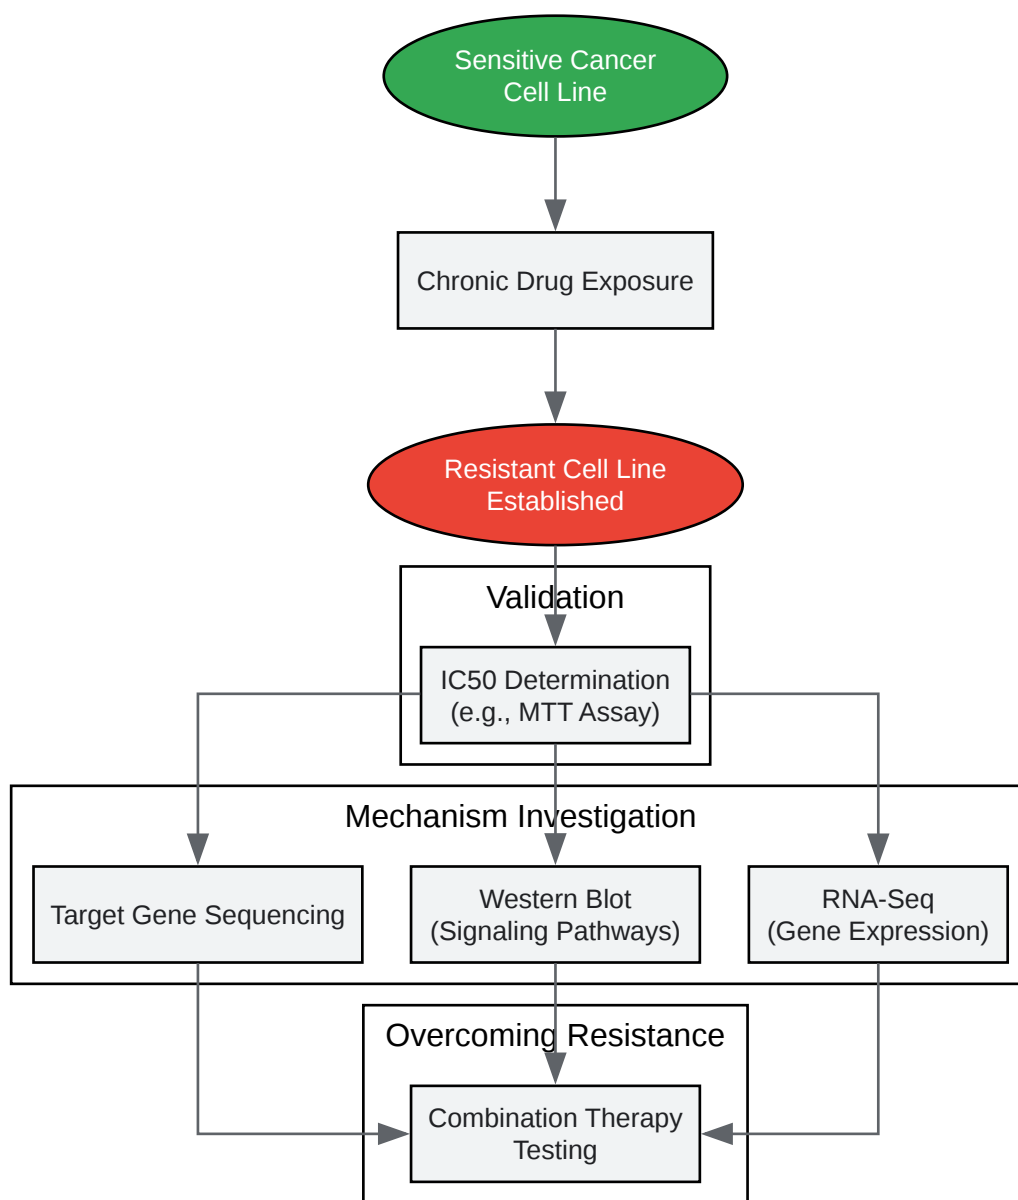 Sensitive Cancer
Cell Line
Chronic Drug Exposure
Resistant Cell Line
Established
Validation
IC50 Determination
(e.g., MTT Assay)
Mechanism Investigation
Target Gene Sequencing
Western Blot
(Signaling Pathways)
RNA-Seq
(Gene Expression)
Overcoming Resistance
Combination Therapy
Testing